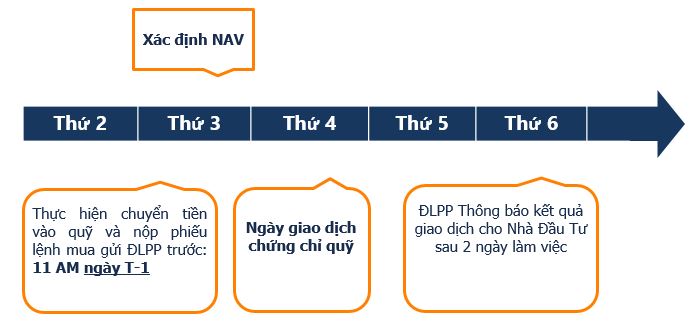 Xác định NAV
Thứ 2
Thứ 3
Thứ 4
Thứ 5
Thứ 6
Thực hiện chuyển tiền
vào quỹ và nộp phiếu
lệnh mua gửi ĐLPP trước:
11 AM ngày T-1
Ngày giao dịch
chứng chỉ quỹ
ĐLPP Thông báo kết quả
giao dịch cho Nhà Đầu Tư
sau 2 ngày làm việc